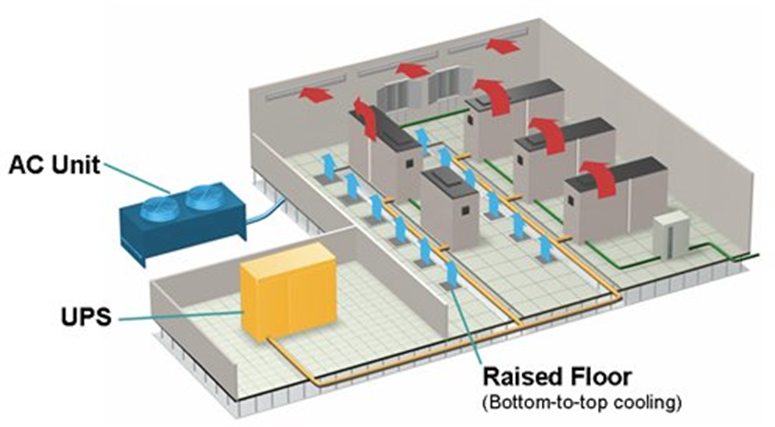 AC Unit
UPS
Raised Floor
(Bottom-to-top cooling)